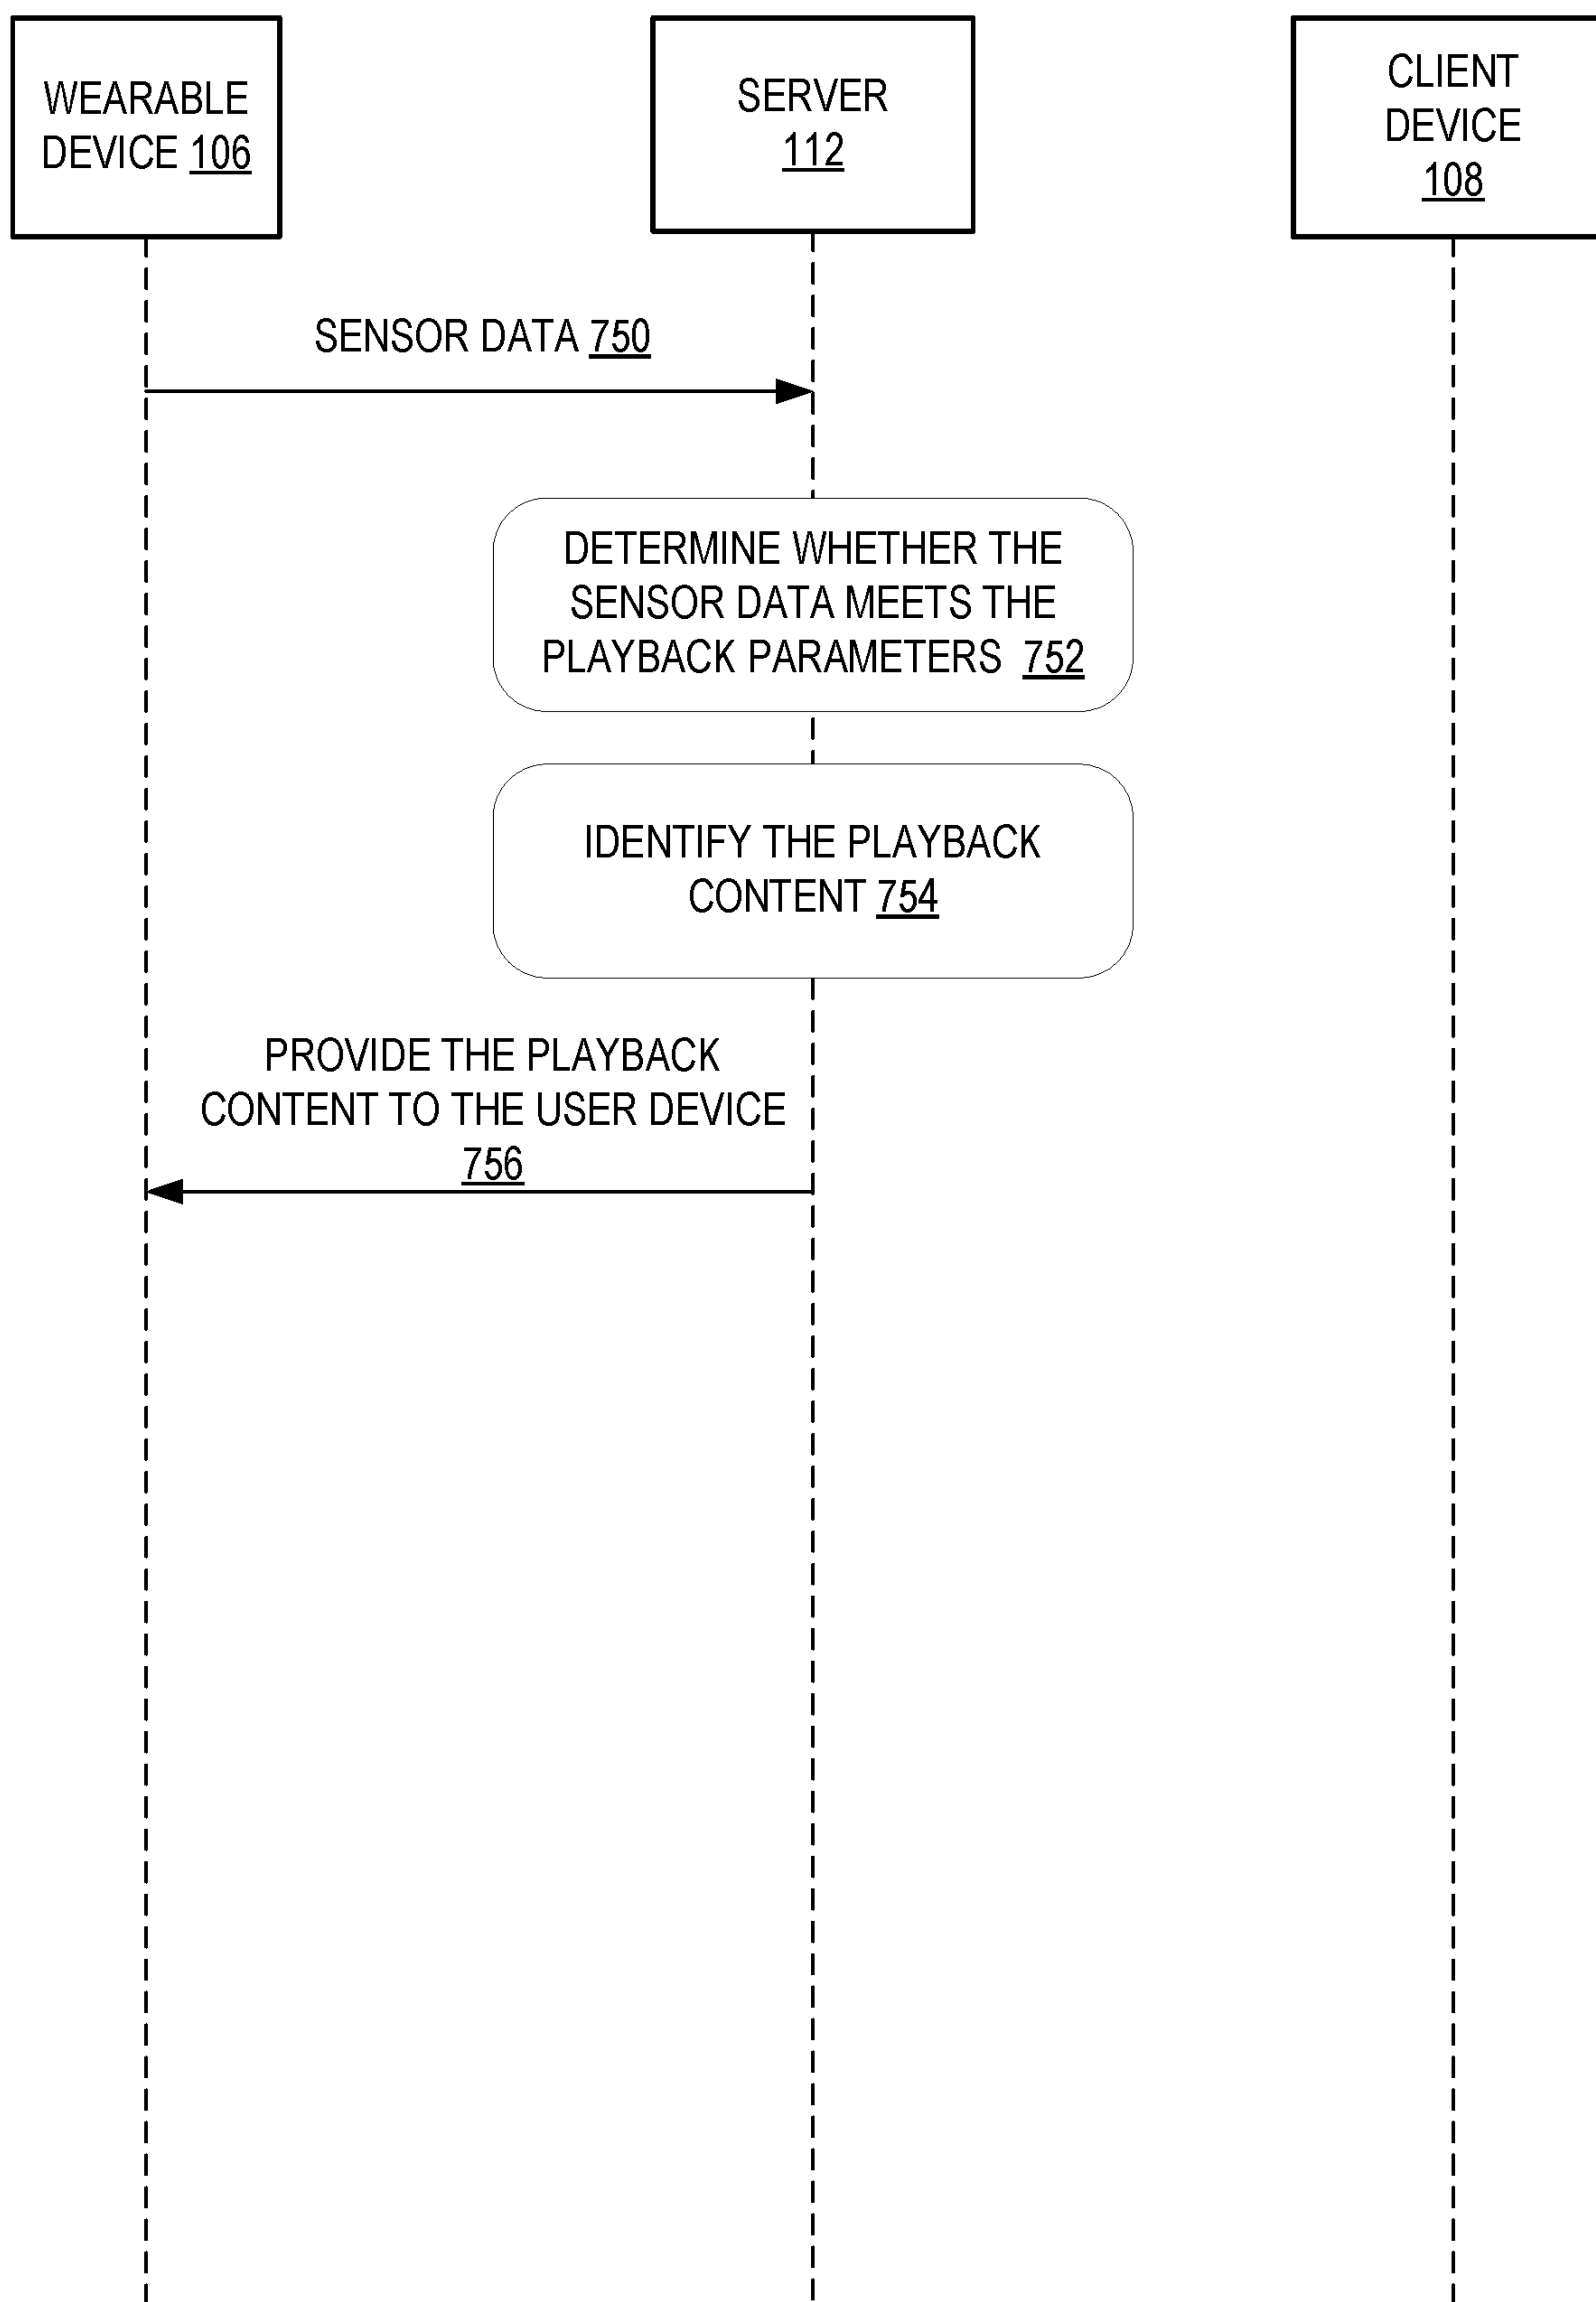 WEARABLE
DEVICE 106
SERVER
112
CLIENT
DEVICE
108
SENSOR DATA 750
DETERMINE WHETHER THE
SENSOR DATA MEETS THE
PLAYBACK PARAMETERS 752
IDENTIFY THE PLAYBACK
CONTENT 754
PROVIDE THE PLAYBACK
CONTENT TO THE USER DEVICE
756